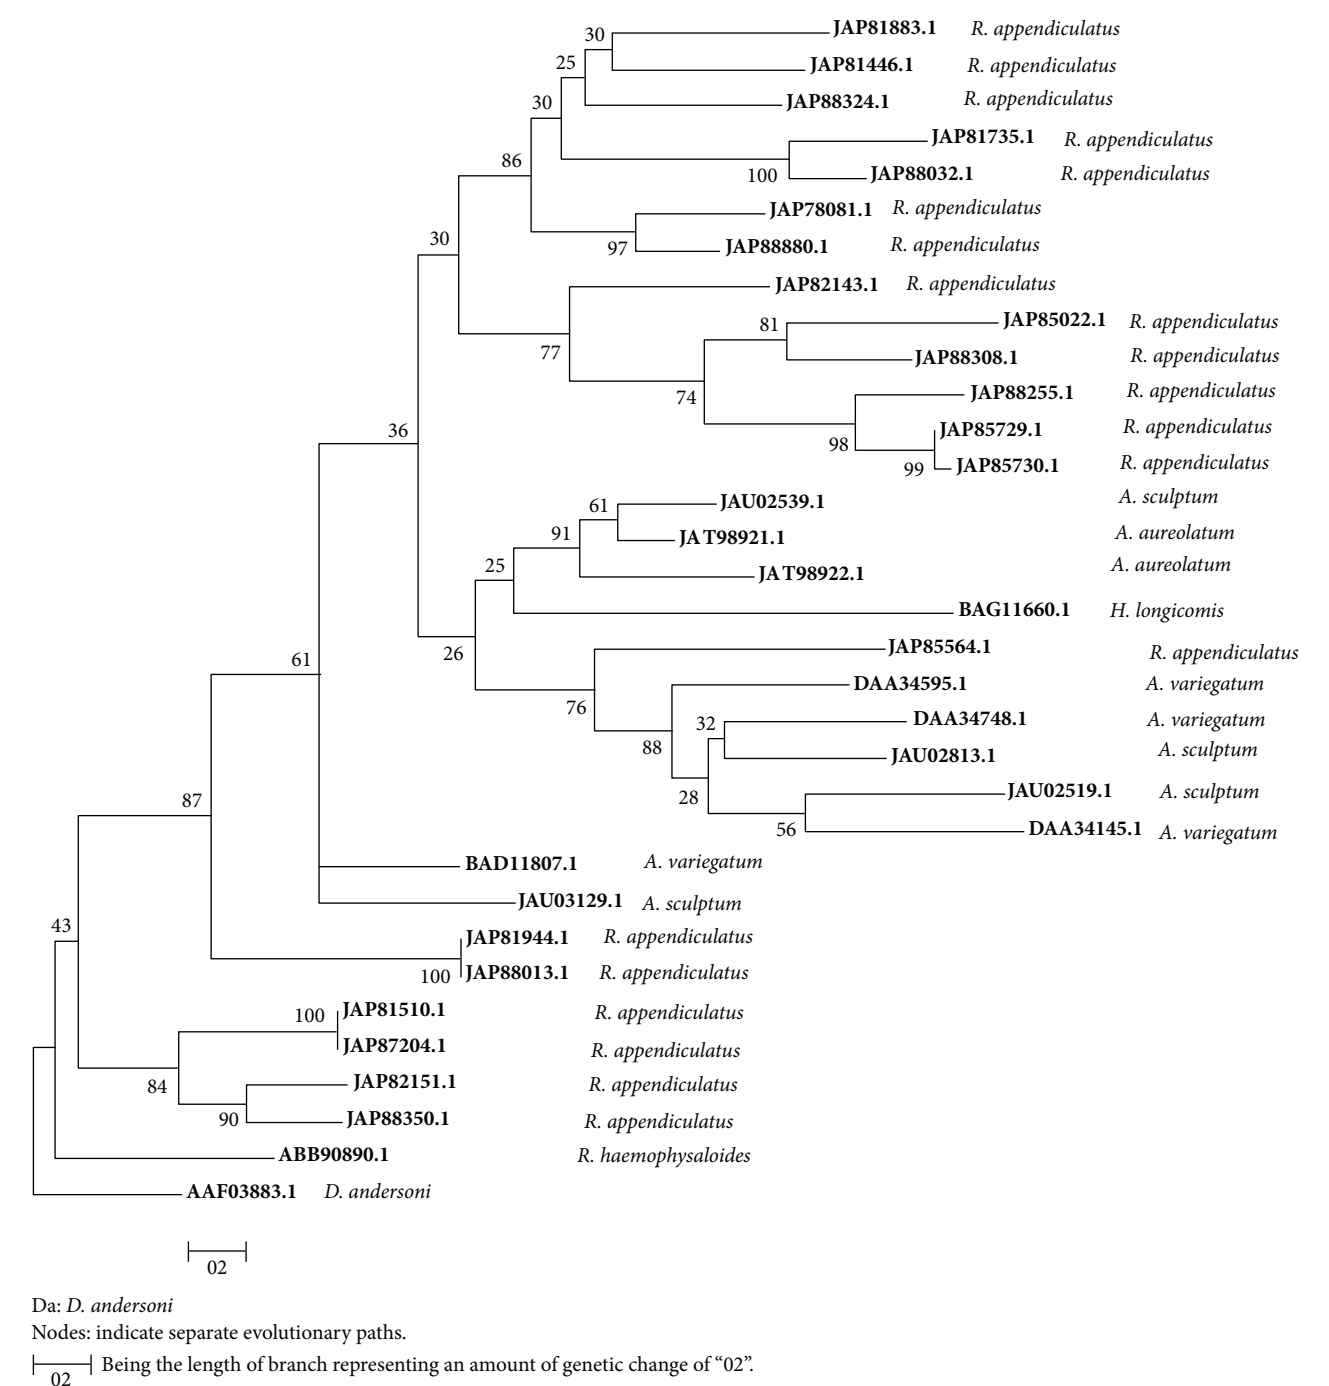 30 JAP81883.1 R. appendiculatus
25 JAP81446.1 R. appendiculatus
30 JAP88324.1 R. appendiculatus
JAP81735.1 R. appendiculatus
86 100 JAP88032.1 R. appendiculatus
JAP78081.1 R. appendiculatus
30 97 JAP88880.1 R. appendiculatus
JAP82143.1 R. appendiculatus
81 JAP85022.1 R. appendiculatus
77 JAP88308.1 R. appendiculatus
74 JAP88255.1 R. appendiculatus
36 98 JAP85729.1 R. appendiculatus
99 JAP85730.1 R. appendiculatus
61 JAU02539.1 A. sculptum
91 JAT98921.1 A. aureolatum
25 JAT98922.1 A. aureolatum
BAG11660.1 H. longicomis
61 26 JAP85564.1 R. appendiculatus
76 DAA34595.1 A. variegatum
88 32 DAA34748.1 A. variegatum
JAU02813.1 A. sculptum
87 28 JAU02519.1 A. sculptum
56 DAA34145.1 A. variegatum
BAD11807.1 A. variegatum
JAU03129.1 A. sculptum
43 JAP81944.1 R. appendiculatus
100 JAP88013.1 R. appendiculatus
100 JAP81510.1 R. appendiculatus
JAP87204.1 R. appendiculatus
84 JAP82151.1 R. appendiculatus
90 JAP88350.1 R. appendiculatus
ABB90890.1 R. haemophysaloides
AAF03883.1 D. andersoni
02
Da: D. andersoni
Nodes: indicate separate evolutionary paths.
Being the length of branch representing an amount of genetic change of “02”.
02